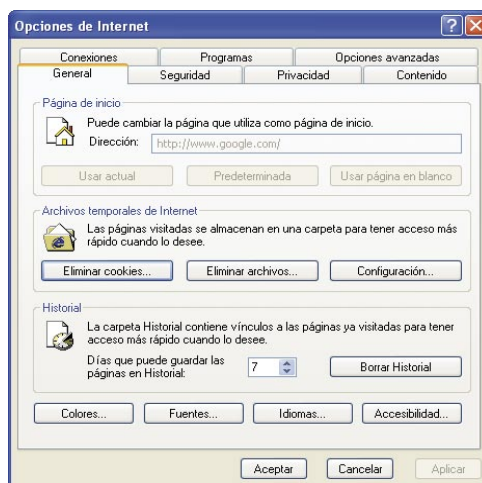 Opciones de Internet
Conexiones Programas Opciones avanzadas
General Seguridad Privacidad Contenido
Página de inicio
Puede cambiar la página que utiliza como página de inicio.
Dirección: http://www.google.com/
Usar actual Predeterminada Usar página en blanco
Archivos temporales de Internet
Las páginas visitadas se almacenan en una carpeta para tener acceso más
rápido cuando lo desee.
Eliminar cookies... Eliminar archivos... Configuración...
Historial
La carpeta Historial contiene vínculos a las páginas ya visitadas para tener
acceso más rápido cuando lo desee.
Días que puede guardar las
páginas en Historial: 7 Borrar Historial
Colores... Fuentes... Idiomas... Accesibilidad...
Aceptar Cancelar Aplicar